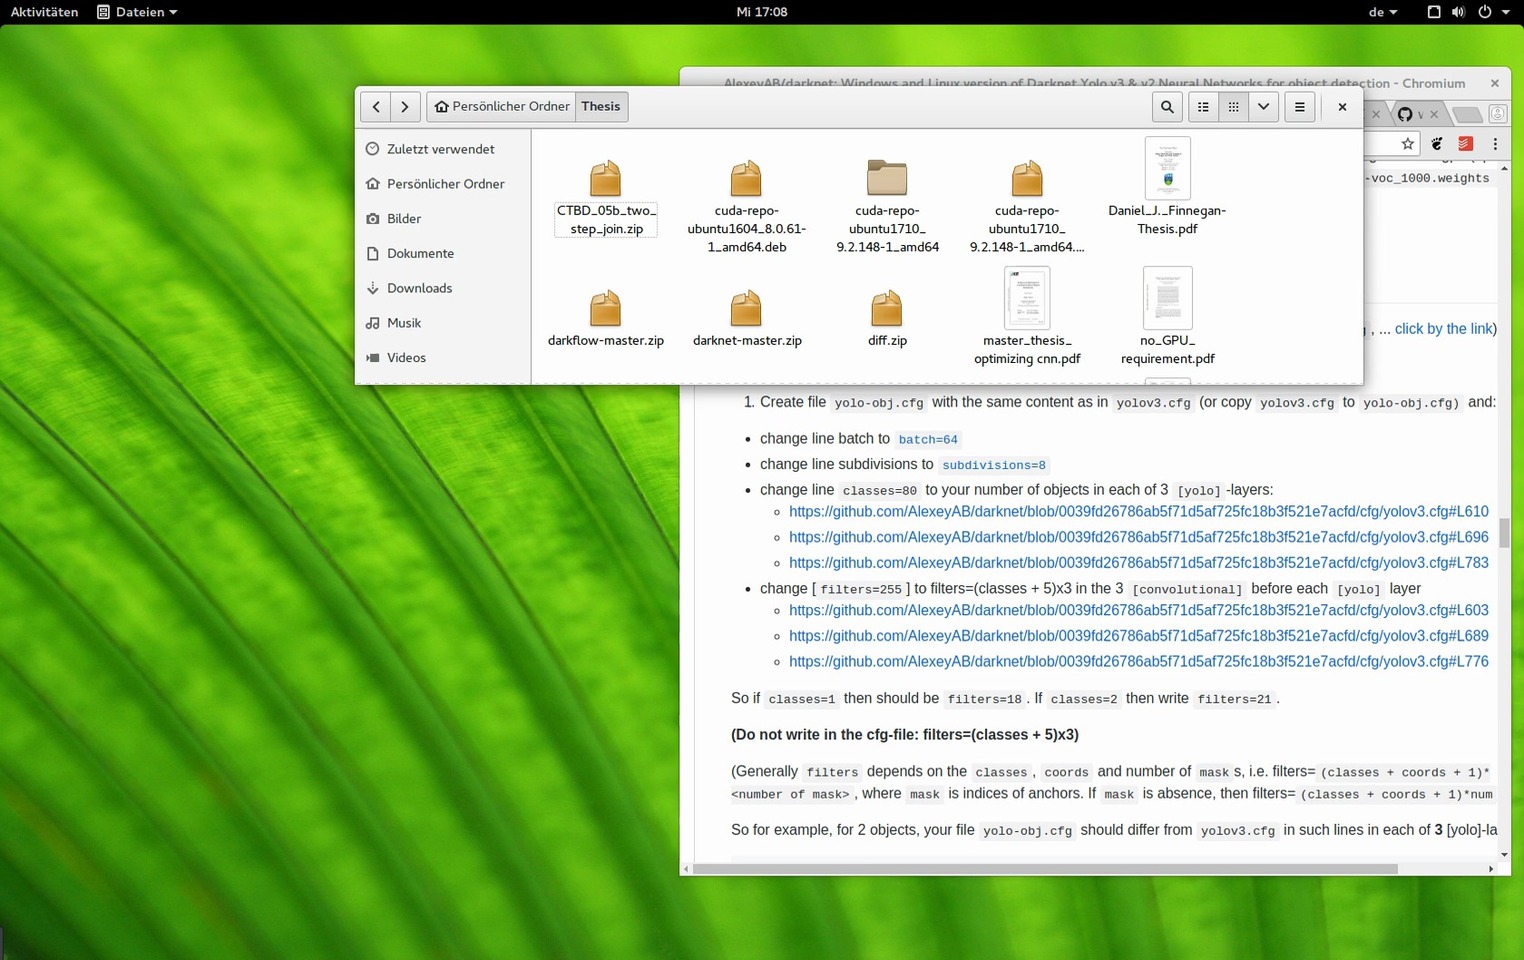 Aktivitäten
Dateien
Mi 17:08
de
AlexeyAB/darknet: Windows and Linux version of Darknet Yolo v3 & v2 Neural Networks for object detection - Chromium
Persönlicher Ordner
Thesis
Zuletzt verwendet
Persönlicher Ordner
Bilder
Dokumente
Downloads
Musik
Videos
CTBD_05b_two_
step_join.zip
cuda-repo-
ubuntu1604_8.0.61-
1_amd64.deb
cuda-repo-
ubuntu1710_
9.2.148-1_amd64
cuda-repo-
ubuntu1710_
9.2.148-1_amd64....
Daniel_J._Finnegan-
Thesis.pdf
darkflow-master.zip
darknet-master.zip
diff.zip
master_thesis_
optimizing cnn.pdf
no_GPU_
requirement.pdf
-voc_1000.weights
, ... click by the link)
1. Create file yolo-obj.cfg with the same content as in yolov3.cfg (or copy yolov3.cfg to yolo-obj.cfg) and:
• change line batch to batch=64
• change line subdivisions to subdivisions=8
• change line classes=80 to your number of objects in each of 3 [yolo] -layers:
https://github.com/AlexeyAB/darknet/blob/0039fd26786ab5f71d5af725fc18b3f521e7acfd/cfg/yolov3.cfg#L610
https://github.com/AlexeyAB/darknet/blob/0039fd26786ab5f71d5af725fc18b3f521e7acfd/cfg/yolov3.cfg#L696
https://github.com/AlexeyAB/darknet/blob/0039fd26786ab5f71d5af725fc18b3f521e7acfd/cfg/yolov3.cfg#L783
• change [ filters=255 ] to filters=(classes + 5)x3 in the 3 [convolutional] before each [yolo] layer
https://github.com/AlexeyAB/darknet/blob/0039fd26786ab5f71d5af725fc18b3f521e7acfd/cfg/yolov3.cfg#L603
https://github.com/AlexeyAB/darknet/blob/0039fd26786ab5f71d5af725fc18b3f521e7acfd/cfg/yolov3.cfg#L689
https://github.com/AlexeyAB/darknet/blob/0039fd26786ab5f71d5af725fc18b3f521e7acfd/cfg/yolov3.cfg#L776
So if classes=1 then should be filters=18 . If classes=2 then write filters=21 .
(Do not write in the cfg-file: filters=(classes + 5)x3)
(Generally filters depends on the classes , coords and number of mask s, i.e. filters= (classes + coords + 1)*
<number of mask> , where mask is indices of anchors. If mask is absence, then filters= (classes + coords + 1)*num
So for example, for 2 objects, your file yolo-obj.cfg should differ from yolov3.cfg in such lines in each of 3 [yolo]-la